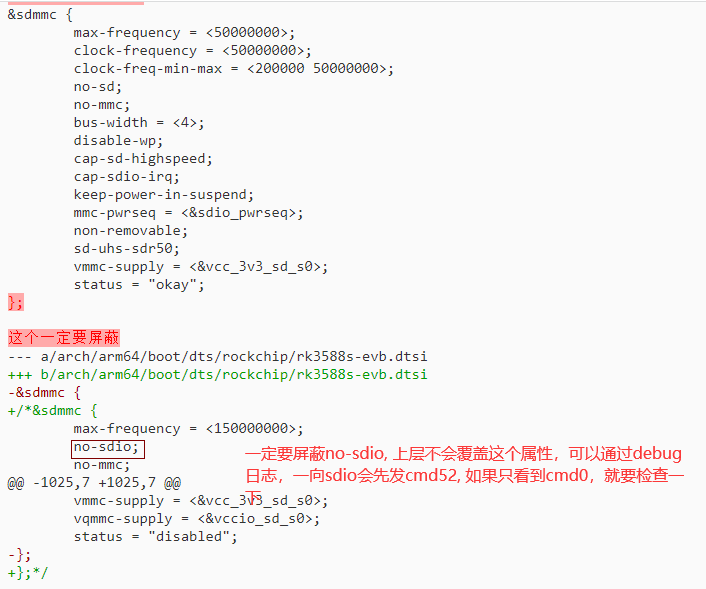 &sdmmc {
max-frequency = <50000000>;
clock-frequency = <50000000>;
clock-freq-min-max = <200000 50000000>;
no-sd;
no-mmc;
bus-width = <4>;
disable-wp;
cap-sd-highspeed;
cap-sdio-irq;
keep-power-in-suspend;
mmc-pwrseq = <&sdio_pwrseq>;
non-removable;
sd-uhs-sdr50;
vmmc-supply = <&vcc_3v3_sd_s0>;
status = "okay";
};
这个一定要屏蔽
--- a/arch/arm64/boot/dts/rockchip/rk3588s-evb.dtsi
+++ b/arch/arm64/boot/dts/rockchip/rk3588s-evb.dtsi
-&sdmmc {
+/*&sdmmc {
max-frequency = <150000000>;
no-sdio;
no-mmc;
一定要屏蔽no-sdio, 上层不会覆盖这个属性，可以通过debug
日志，一向sdio会先发cmd52, 如果只看到cmd0，就要检查一
下
@@ -1025,7 +1025,7 @@
vmmc-supply = <&vcc_3v3_sd_s0>;
vqmmc-supply = <&vccio_sd_s0>;
status = "disabled";
-};
+};*/